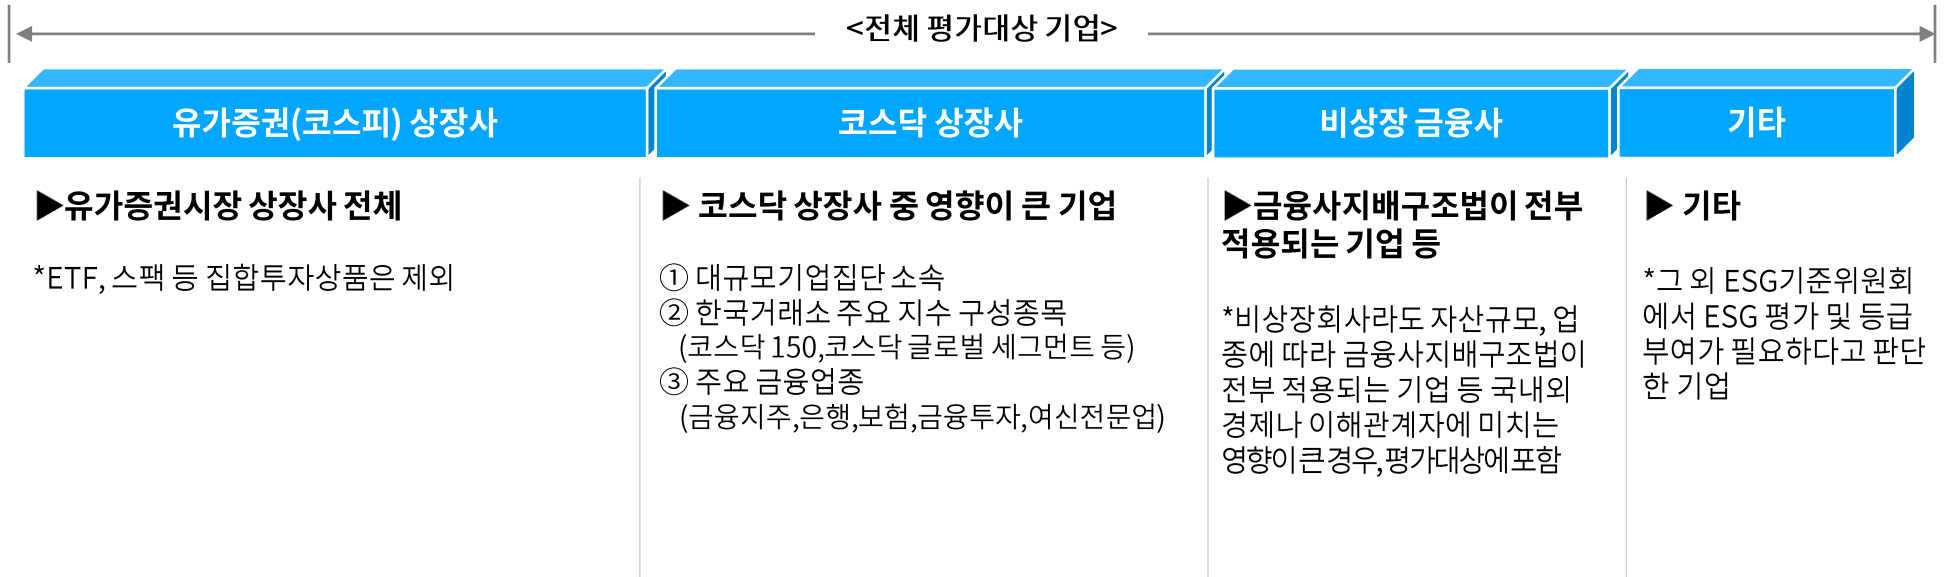 <전체 평가대상 기업>
유가증권(코스피) 상장사
코스닥 상장사
비상장 금융사
기타
▶유가증권시장 상장사 전체
*ETF, 스팩 등 집합투자상품은 제외
▶ 코스닥 상장사 중 영향이 큰 기업
① 대규모기업집단 소속
② 한국거래소 주요 지수 구성종목
(코스닥 150,코스닥 글로벌 세그먼트 등)
③ 주요 금융업종
(금융지주,은행,보험,금융투자,여신전문업)
▶금융사지배구조법이 전부
적용되는 기업 등
*비상장회사라도 자산규모, 업
종에 따라 금융사지배구조법이
전부 적용되는 기업 등 국내외
경제나 이해관계자에 미치는
영향이 큰 경우, 평가대상에 포함
▶ 기타
*그 외 ESG기준위원회
에서 ESG 평가 및 등급
부여가 필요하다고 판단
한 기업